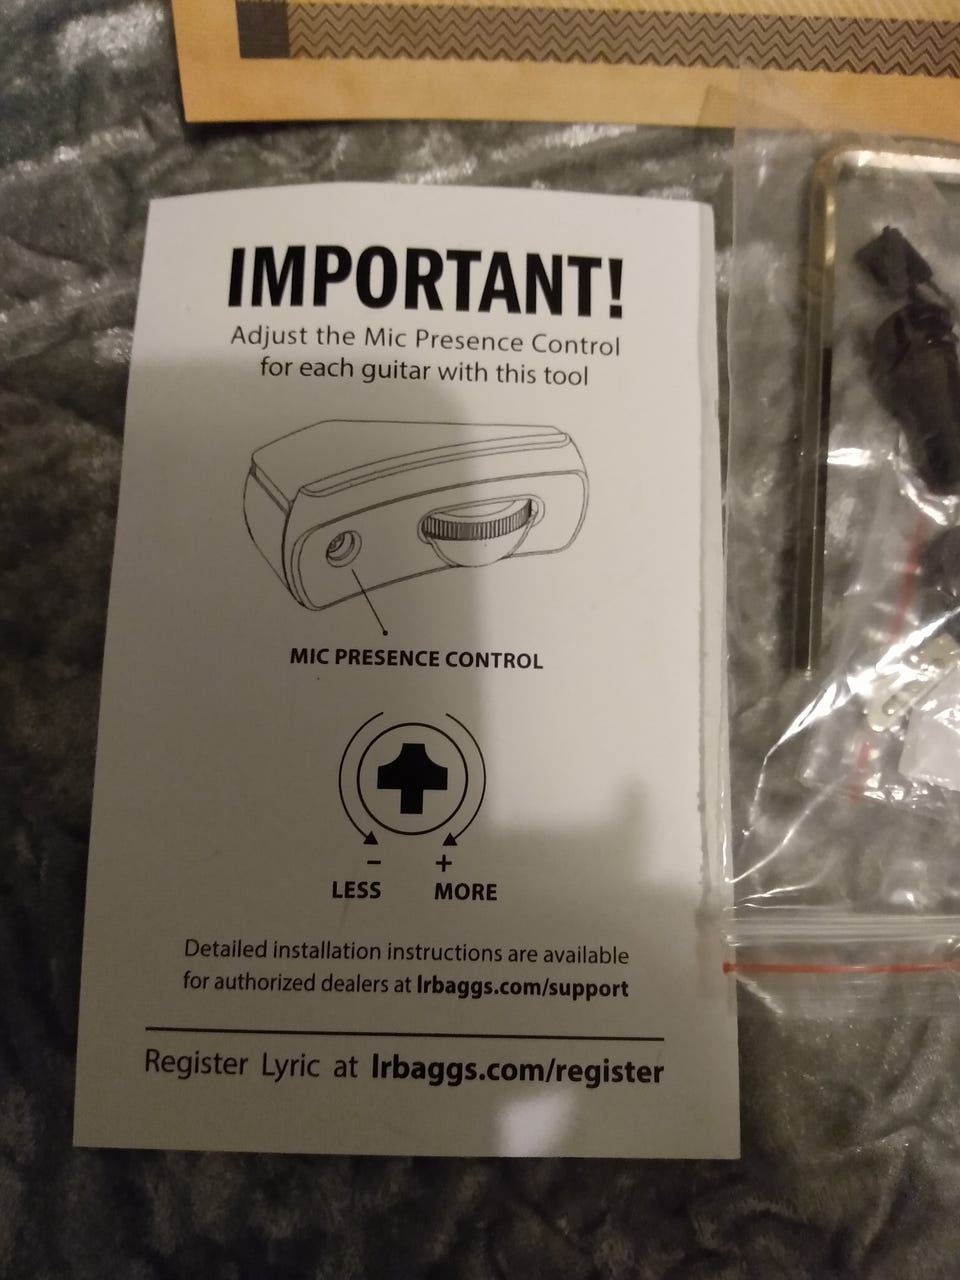 IMPORTANT!
Adjust the Mic Presence Control
for each guitar with this tool
MIC PRESENCE CONTROL
− +
LESS MORE
Detailed installation instructions are available
for authorized dealers at lrbaggs.com/support
Register Lyric at lrbaggs.com/register